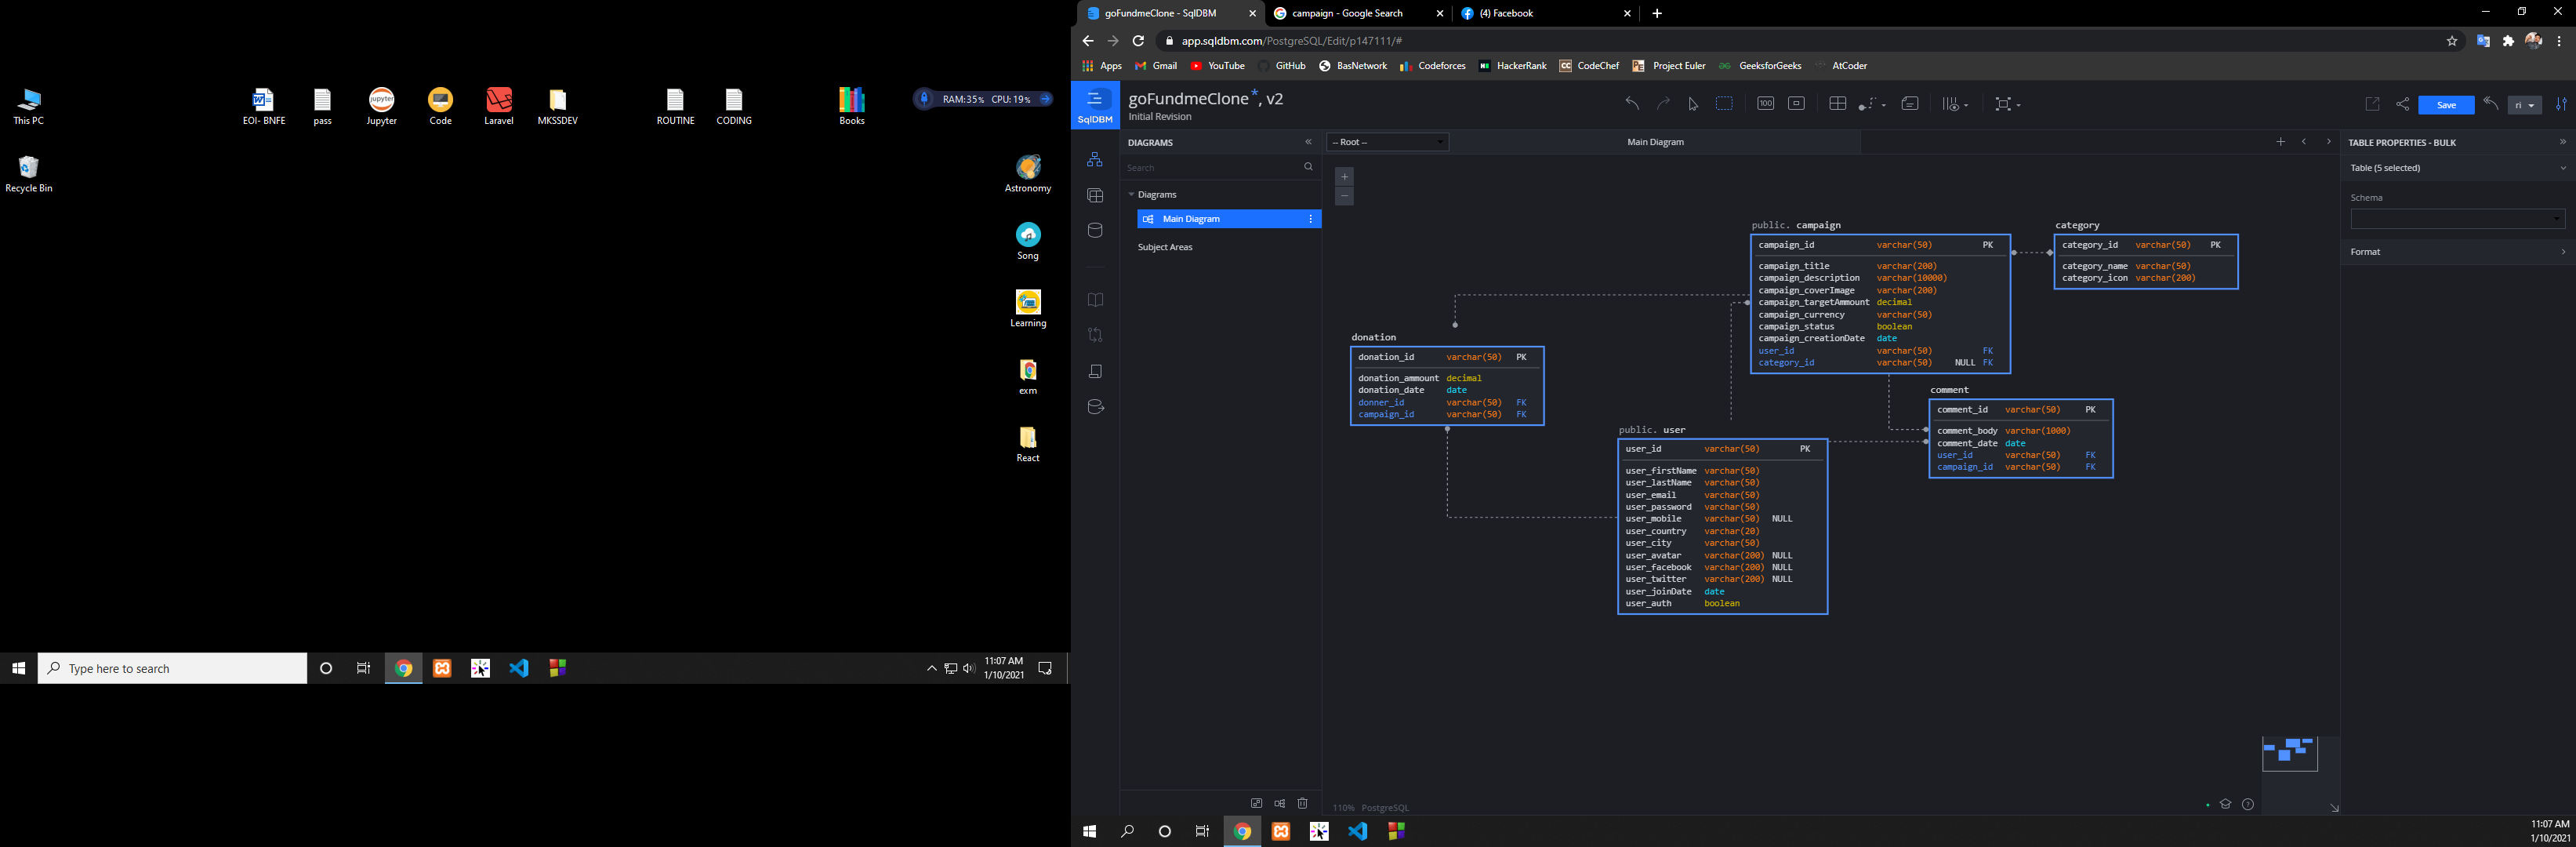 This PC
Recycle Bin
EOI- BNFE
pass
Jupyter
Code
Laravel
MKSSDEV
ROUTINE
CODING
Books
RAM:35% CPU: 19%
Astronomy
Song
Learning
exm
React
Type here to search
11:07 AM
1/10/2021
goFundmeClone - SqlDBM
campaign - Google Search
(4) Facebook
app.sqldbm.com/PostgreSQL/Edit/p147111/#
Apps
Gmail
YouTube
GitHub
BasNetwork
Codeforces
HackerRank
CodeChef
Project Euler
GeeksforGeeks
AtCoder
SqlDBM
goFundmeClone*, v2
Initial Revision
100
Save
ri
DIAGRAMS
Search
Diagrams
Main Diagram
Subject Areas
-- Root --
Main Diagram
TABLE PROPERTIES - BULK
Table (5 selected)
Schema
Format
public. campaign
campaign_id varchar(50) PK
campaign_title varchar(200)
campaign_description varchar(10000)
campaign_coverImage varchar(200)
campaign_targetAmmount decimal
campaign_currency varchar(50)
campaign_status boolean
campaign_creationDate date
user_id varchar(50) FK
category_id varchar(50) NULL FK
category
category_id varchar(50) PK
category_name varchar(50)
category_icon varchar(200)
donation
donation_id varchar(50) PK
donation_ammount decimal
donation_date date
donner_id varchar(50) FK
campaign_id varchar(50) FK
comment
comment_id varchar(50) PK
comment_body varchar(1000)
comment_date date
user_id varchar(50) FK
campaign_id varchar(50) FK
public. user
user_id varchar(50) PK
user_firstName varchar(50)
user_lastName varchar(50)
user_email varchar(50)
user_password varchar(50)
user_mobile varchar(50) NULL
user_country varchar(20)
user_city varchar(50)
user_avatar varchar(200) NULL
user_facebook varchar(200) NULL
user_twitter varchar(200) NULL
user_joinDate date
user_auth boolean
110% PostgreSQL
11:07 AM
1/10/2021